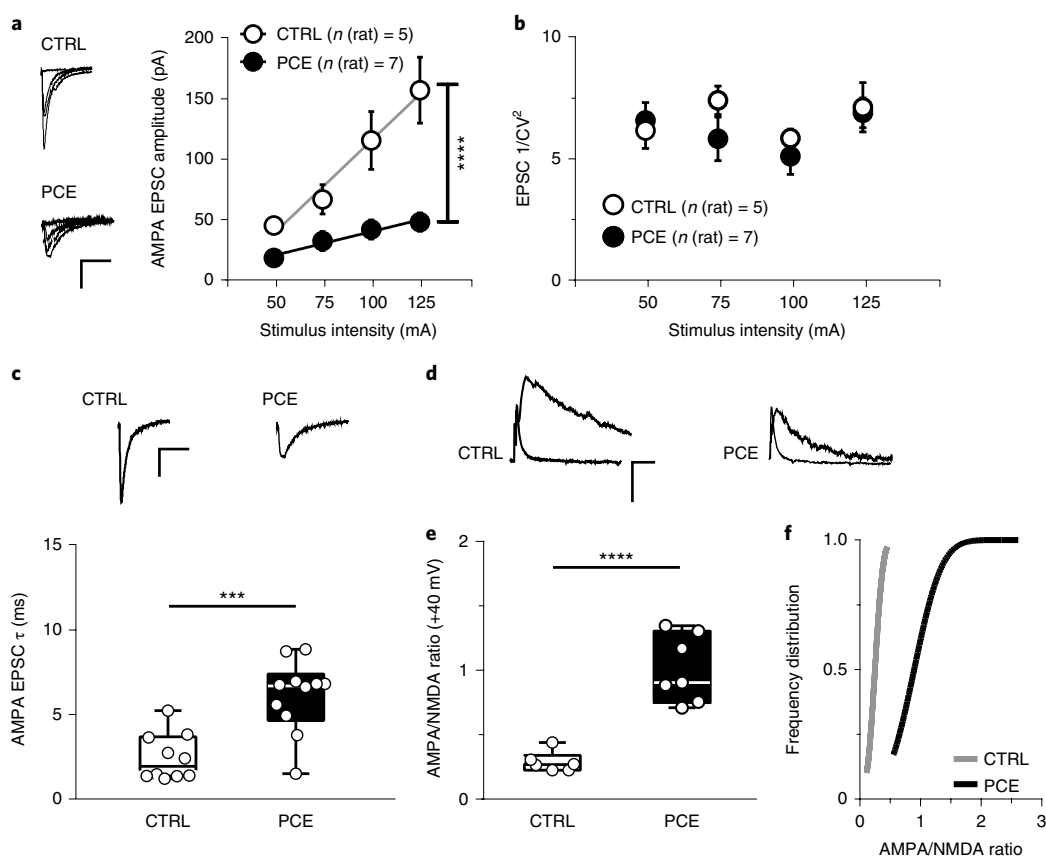 a
CTRL
PCE
AMPA EPSC amplitude (pA)
200
150
100
50
0
CTRL (n (rat) = 5)
PCE (n (rat) = 7)
****
50 75 100 125
Stimulus intensity (mA)
b
EPSC 1/CV²
10
5
0
CTRL (n (rat) = 5)
PCE (n (rat) = 7)
50 75 100 125
Stimulus intensity (mA)
c
CTRL
PCE
AMPA EPSC τ (ms)
15
10
5
0
***
CTRL PCE
d
CTRL
PCE
e
AMPA/NMDA ratio (+40 mV)
2
1
0
****
CTRL PCE
f
Frequency distribution
1.0
0.5
0
CTRL
PCE
0 1 2 3
AMPA/NMDA ratio